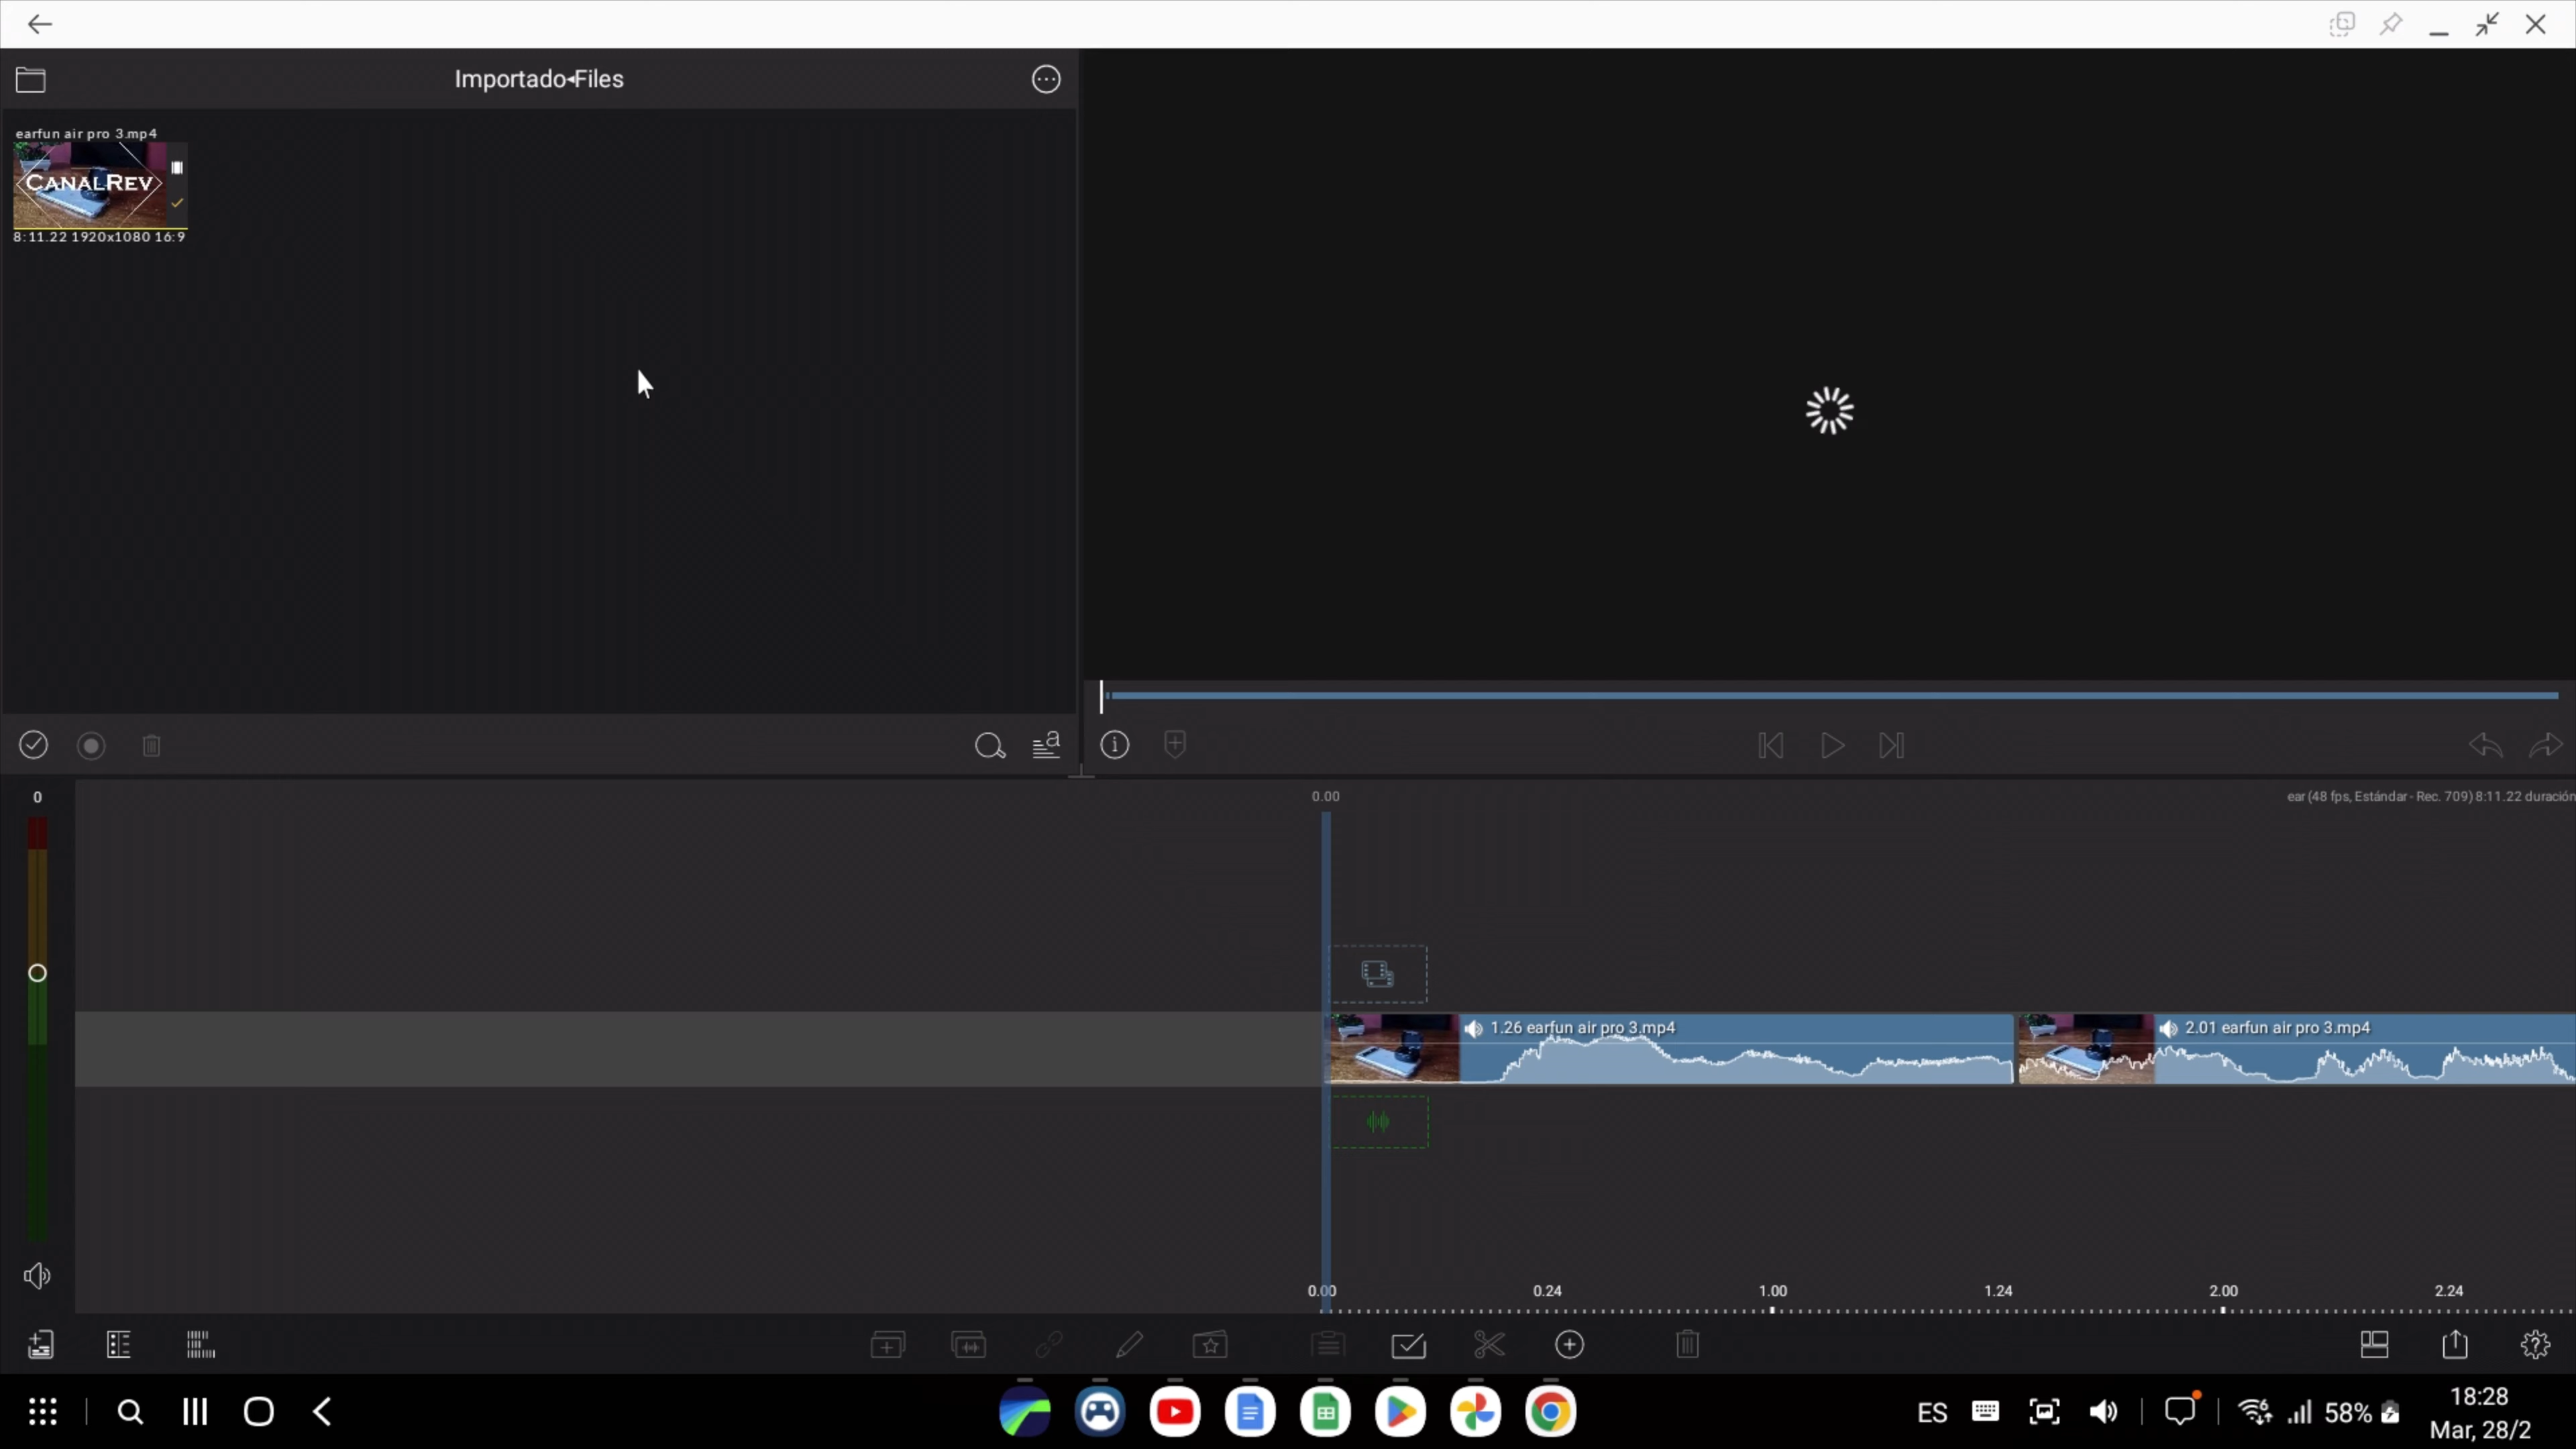 Importado◂Files
earfun air pro 3.mp4
CANALREV
8:11.22 1920x1080 16:9
0
0.00
ear (48 fps, Estándar - Rec. 709) 8:11.22 duración
1.26 earfun air pro 3.mp4
2.01 earfun air pro 3.mp4
0.00
0.24
1.00
1.24
2.00
2.24
ES
58%
18:28
Mar, 28/2